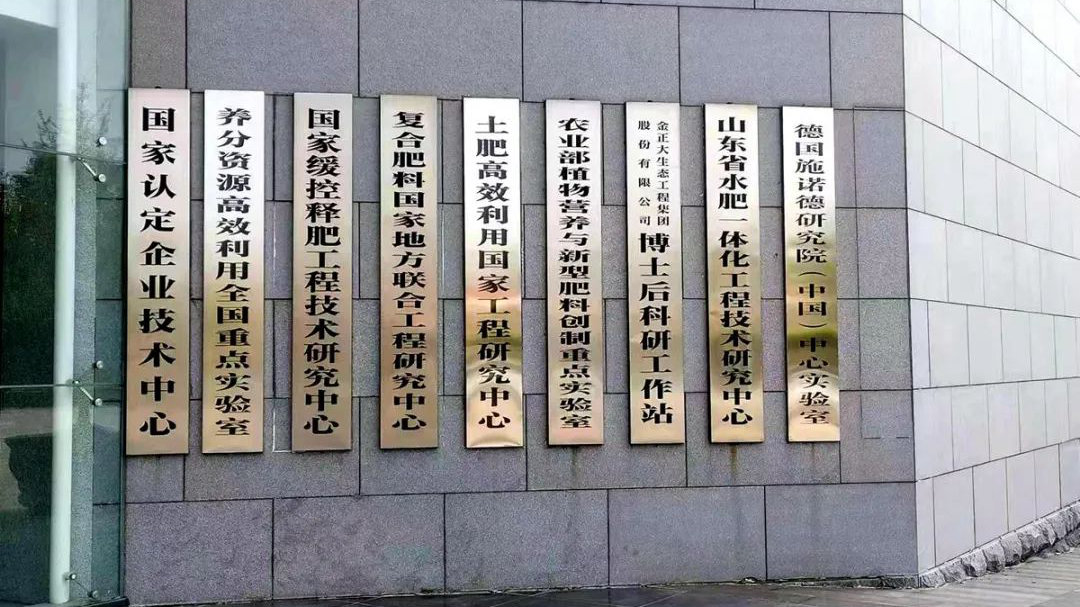 国家认定企业技术中心
养分资源高效利用全国重点实验室
国家缓控释肥工程技术研究中心
复合肥料国家地方联合工程研究中心
土肥高效利用国家工程研究中心
农业部植物营养与新型肥料创制重点实验室
金正大生态工程集团
股份有限公司
博士后科研工作站
山东省水肥一体化工程技术研究中心
德国施诺德研究院（中国）中心实验室